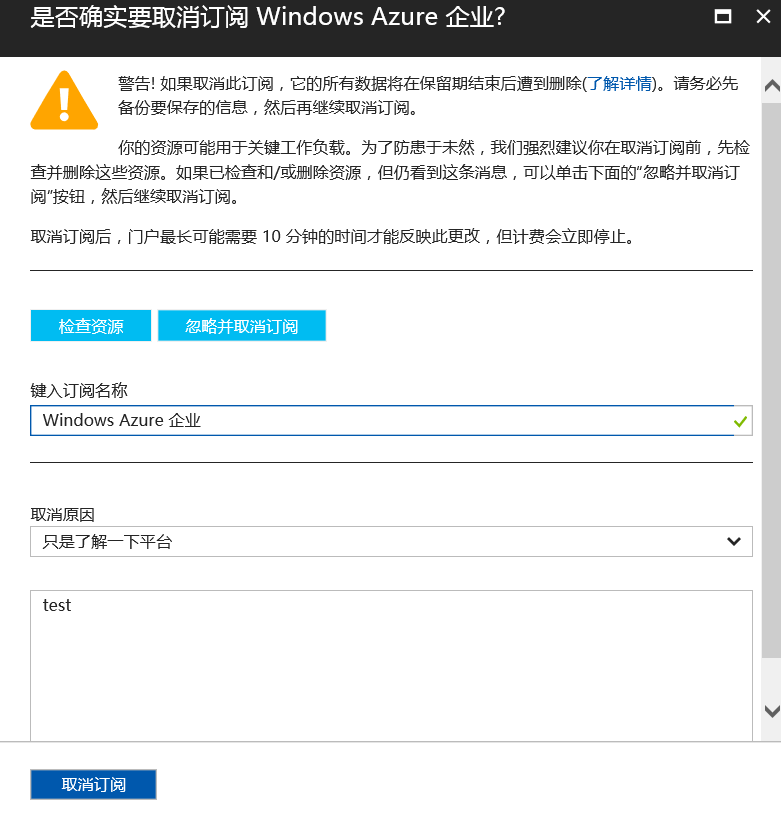 是否确实要取消订阅 Windows Azure 企业?
警告! 如果取消此订阅，它的所有数据将在保留期结束后遭到删除(了解详情)。请务必先
备份要保存的信息，然后再继续取消订阅。
你的资源可能用于关键工作负载。为了防患于未然，我们强烈建议你在取消订阅前，先检
查并删除这些资源。如果已检查和/或删除资源，但仍看到这条消息，可以单击下面的“忽略并取消订
阅”按钮，然后继续取消订阅。
取消订阅后，门户最长可能需要 10 分钟的时间才能反映此更改，但计费会立即停止。
检查资源 忽略并取消订阅
键入订阅名称
Windows Azure 企业
取消原因
只是了解一下平台
test
取消订阅